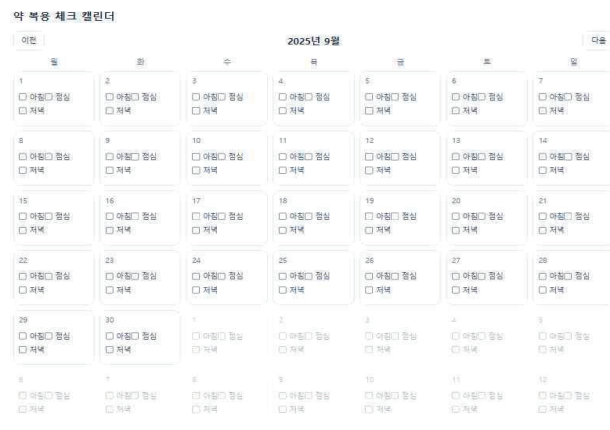 약 복용 체크 캘린더
이전 2025년 9월 다음
월 화 수 목 금 토 일
1 2 3 4 5 6 7
아침 점심 아침 점심 아침 점심 아침 점심 아침 점심 아침 점심 아침 점심
저녁 저녁 저녁 저녁 저녁 저녁 저녁
8 9 10 11 12 13 14
아침 점심 아침 점심 아침 점심 아침 점심 아침 점심 아침 점심 아침 점심
저녁 저녁 저녁 저녁 저녁 저녁 저녁
15 16 17 18 19 20 21
아침 점심 아침 점심 아침 점심 아침 점심 아침 점심 아침 점심 아침 점심
저녁 저녁 저녁 저녁 저녁 저녁 저녁
22 23 24 25 26 27 28
아침 점심 아침 점심 아침 점심 아침 점심 아침 점심 아침 점심 아침 점심
저녁 저녁 저녁 저녁 저녁 저녁 저녁
29 30 1 2 3 4 5
아침 점심 아침 점심 아침 점심 아침 점심 아침 점심 아침 점심 아침 점심
저녁 저녁 저녁 저녁 저녁 저녁 저녁
6 7 8 9 10 11 12
아침 점심 아침 점심 아침 점심 아침 점심 아침 점심 아침 점심 아침 점심
저녁 저녁 저녁 저녁 저녁 저녁 저녁